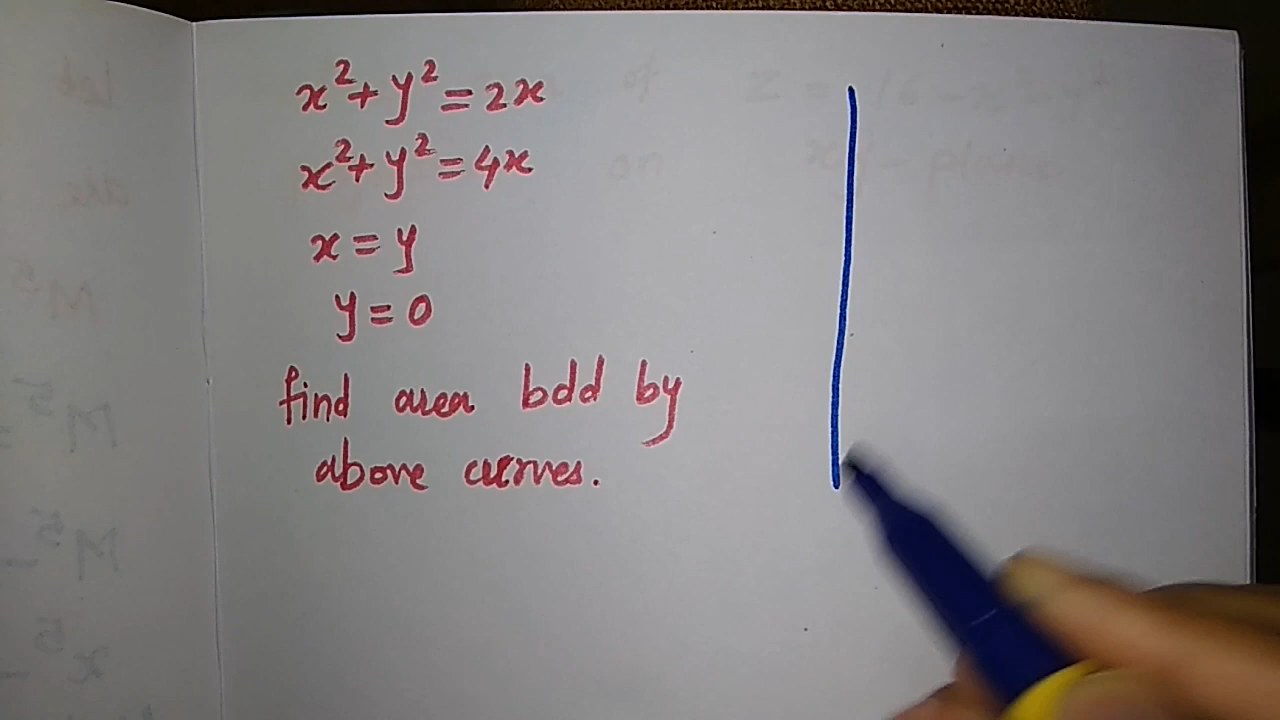 x² + y² = 2x
x² + y² = 4x
x = y
y = 0
find area bdd by
above curves.